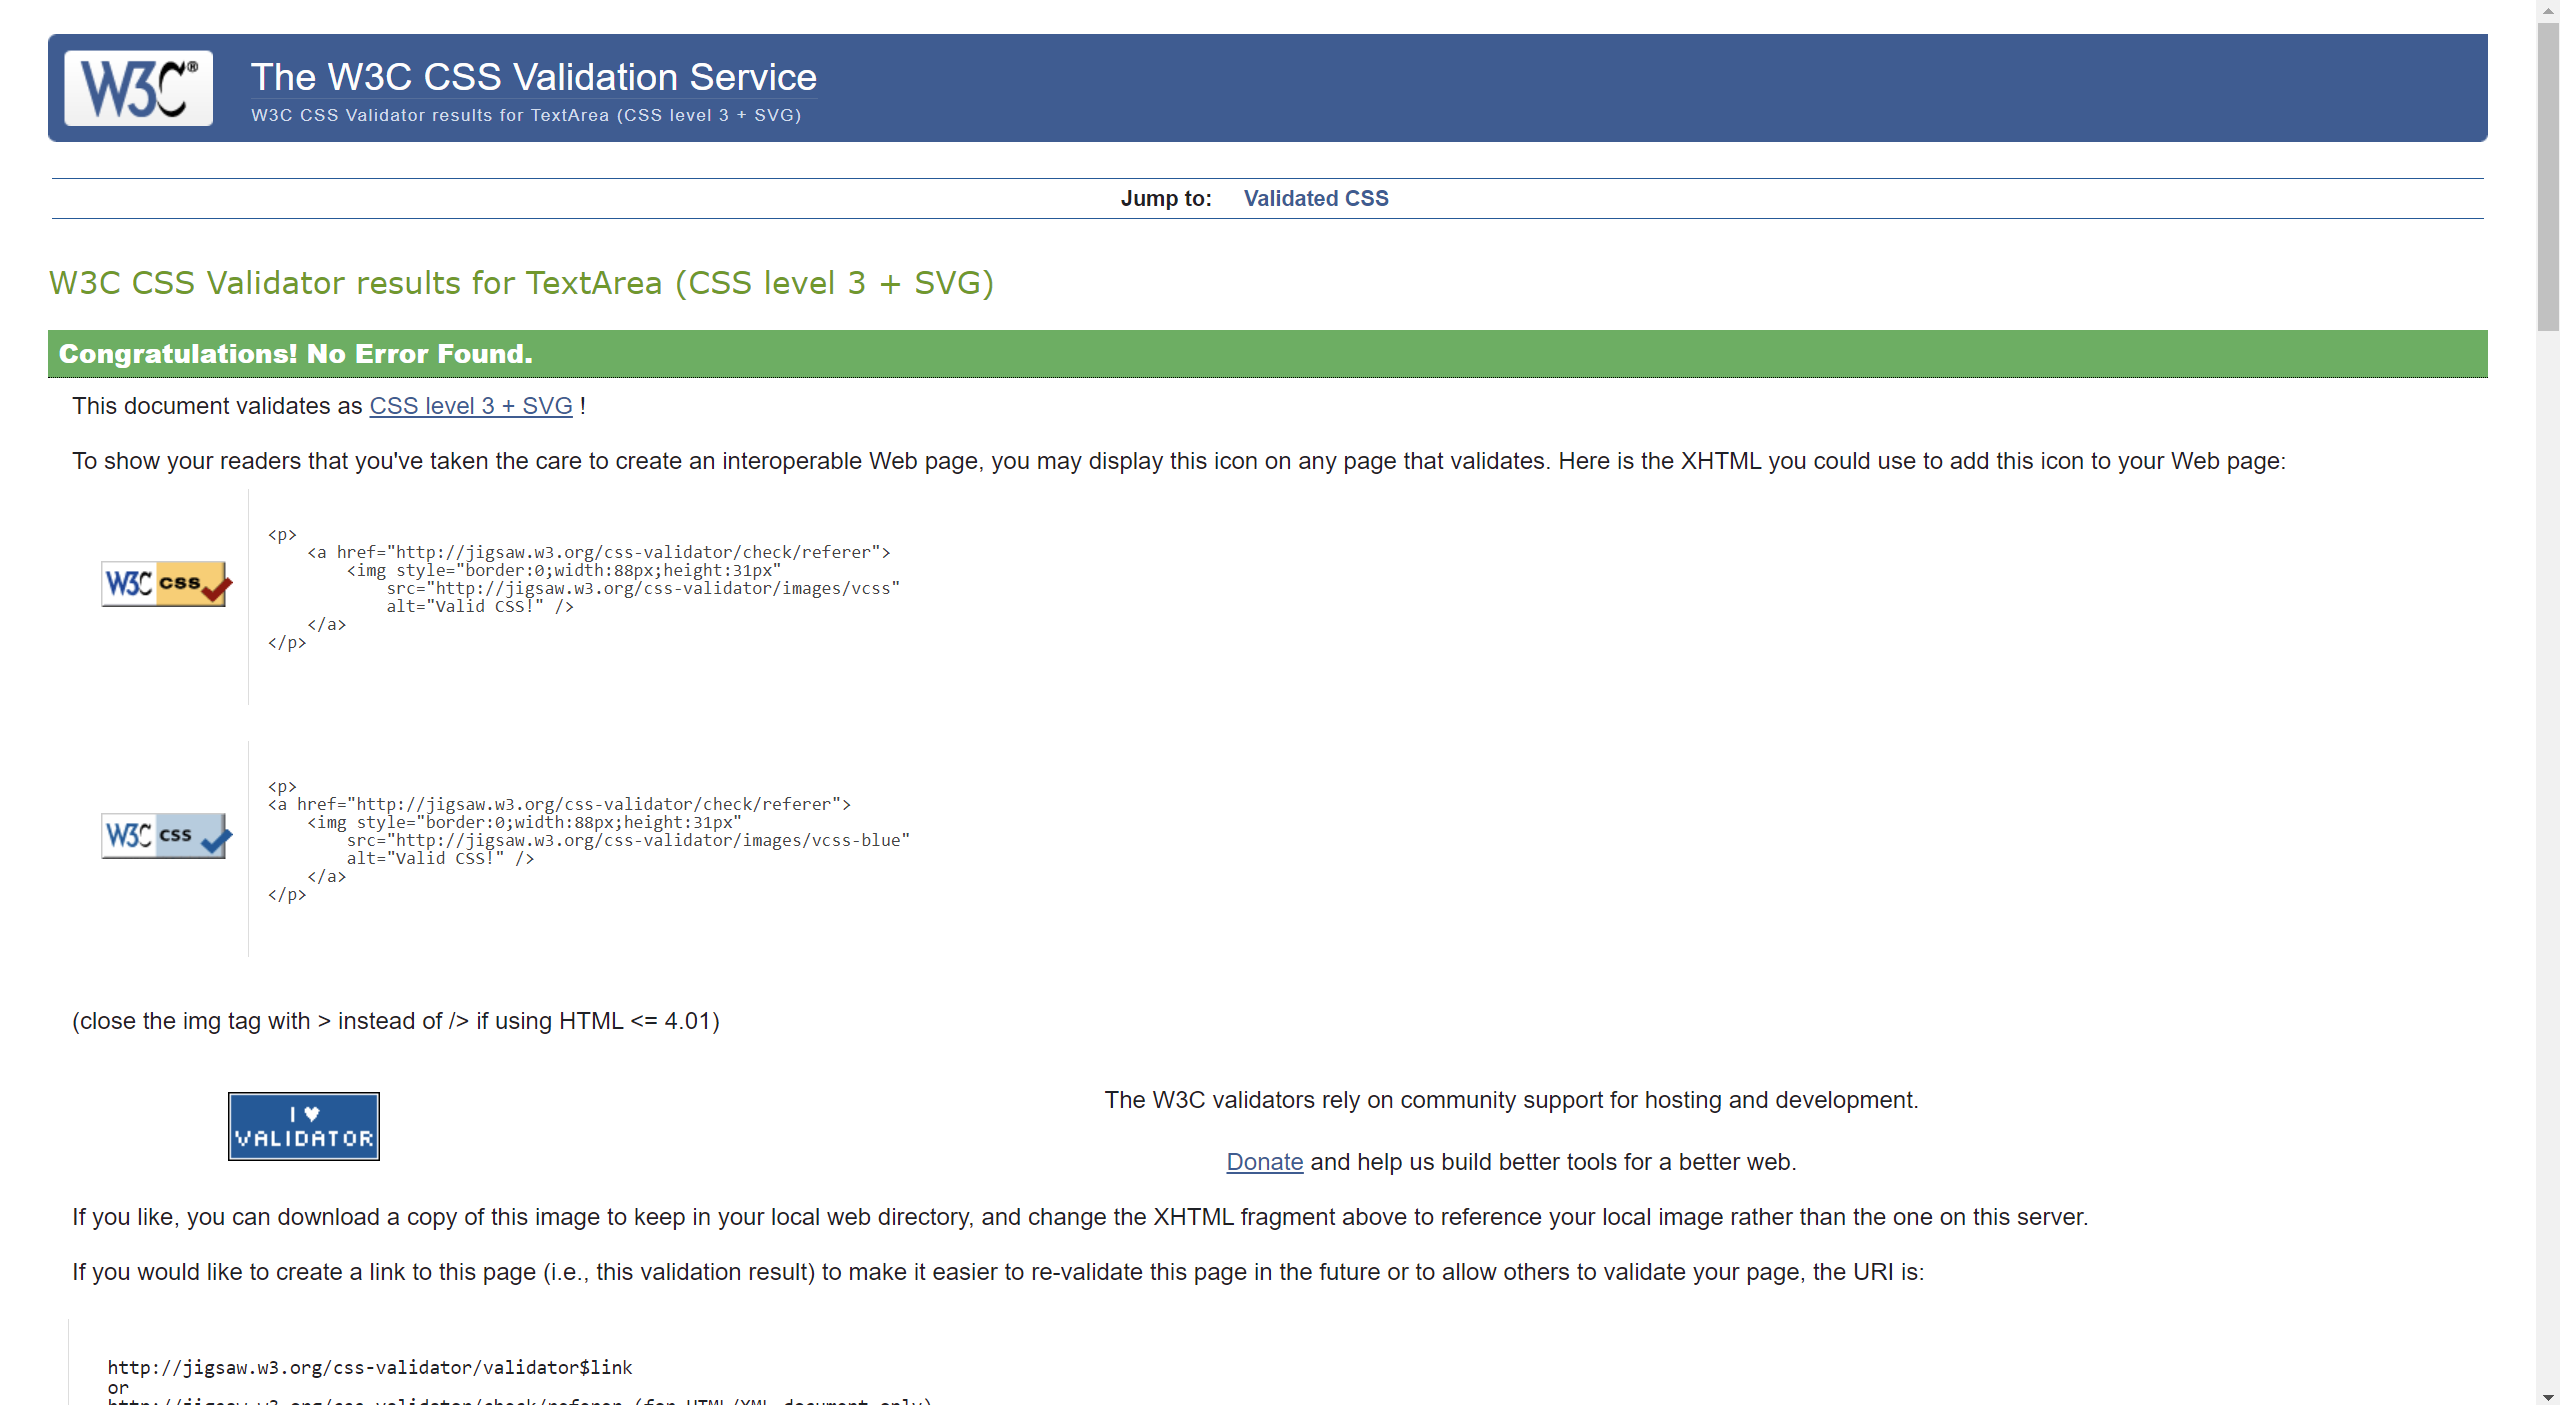 W3C®
The W3C CSS Validation Service
W3C CSS Validator results for TextArea (CSS level 3 + SVG)
Jump to: Validated CSS
W3C CSS Validator results for TextArea (CSS level 3 + SVG)
Congratulations! No Error Found.
This document validates as CSS level 3 + SVG !
To show your readers that you've taken the care to create an interoperable Web page, you may display this icon on any page that validates. Here is the XHTML you could use to add this icon to your Web page:
W3C css
<p>
    <a href="http://jigsaw.w3.org/css-validator/check/referer">
        <img style="border:0;width:88px;height:31px"
            src="http://jigsaw.w3.org/css-validator/images/vcss"
            alt="Valid CSS!" />
    </a>
</p>
W3C css
<p>
<a href="http://jigsaw.w3.org/css-validator/check/referer">
    <img style="border:0;width:88px;height:31px"
        src="http://jigsaw.w3.org/css-validator/images/vcss-blue"
        alt="Valid CSS!" />
    </a>
</p>
(close the img tag with > instead of /> if using HTML <= 4.01)
I ♥
VALIDATOR
The W3C validators rely on community support for hosting and development.
Donate and help us build better tools for a better web.
If you like, you can download a copy of this image to keep in your local web directory, and change the XHTML fragment above to reference your local image rather than the one on this server.
If you would like to create a link to this page (i.e., this validation result) to make it easier to re-validate this page in the future or to allow others to validate your page, the URI is:
http://jigsaw.w3.org/css-validator/validator$link
or
http://jigsaw.w3.org/css-validator/check/referer (for HTML/XML document only)